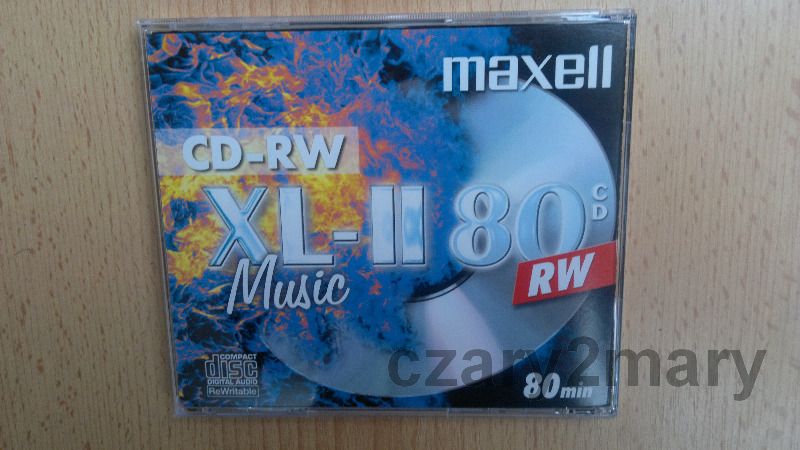 maxell
CD-RW
XL-II 80 CD
RW
Music
COMPACT
disc
DIGITAL AUDIO
ReWritable
80min
czary2mary